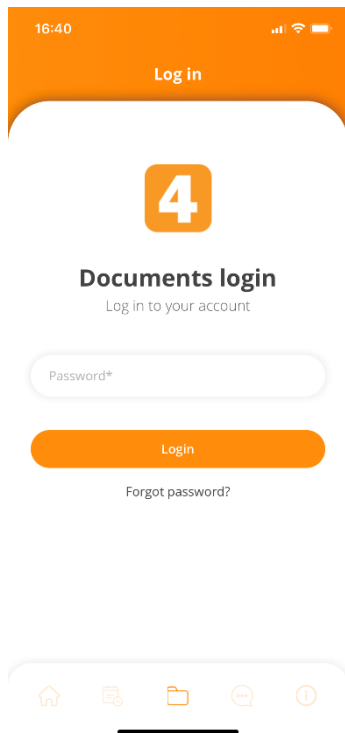 16:40
Log in
4
Documents login
Log in to your account
Password*
Login
Forgot password?